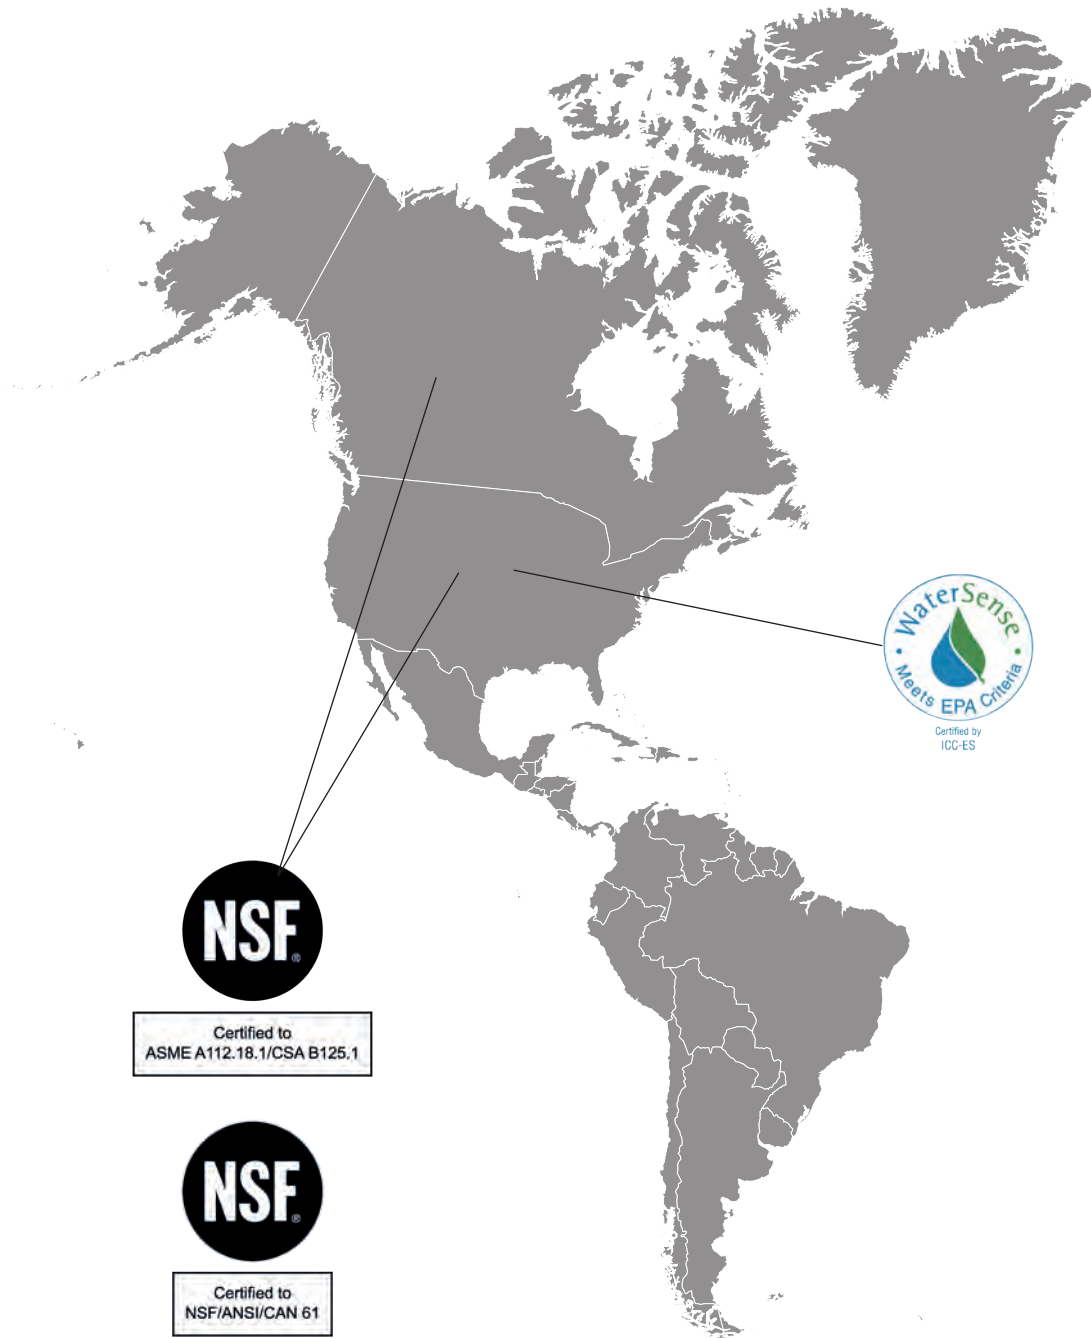 WaterSense
Meets EPA Criteria
Certified by
ICC-ES
NSF®
Certified to
ASME A112.18.1/CSA B125.1
NSF®
Certified to
NSF/ANSI/CAN 61